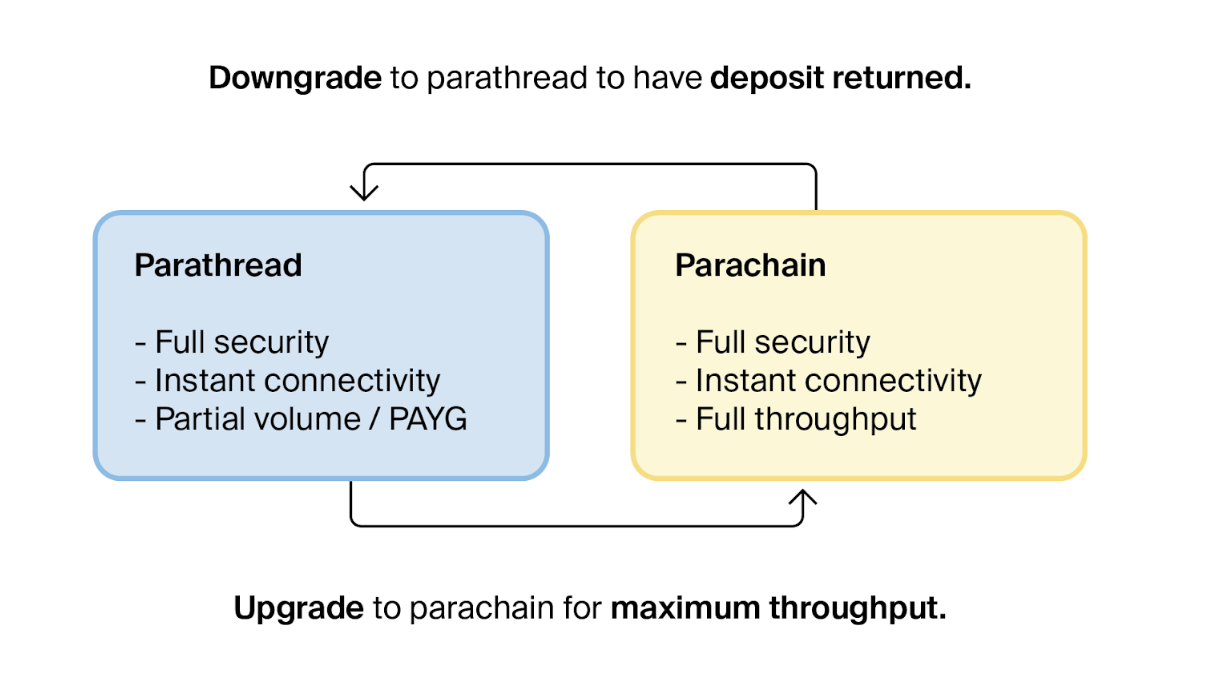 Downgrade to parathread to have deposit returned.
Parathread
- Full security
- Instant connectivity
- Partial volume / PAYG
Parachain
- Full security
- Instant connectivity
- Full throughput
Upgrade to parachain for maximum throughput.